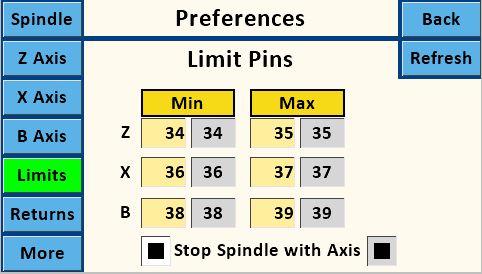 Spindle Preferences Back
Z Axis Limit Pins Refresh
X Axis Min Max
B Axis Z 34 34 35 35
Limits X 36 36 37 37
Returns B 38 38 39 39
More Stop Spindle with Axis